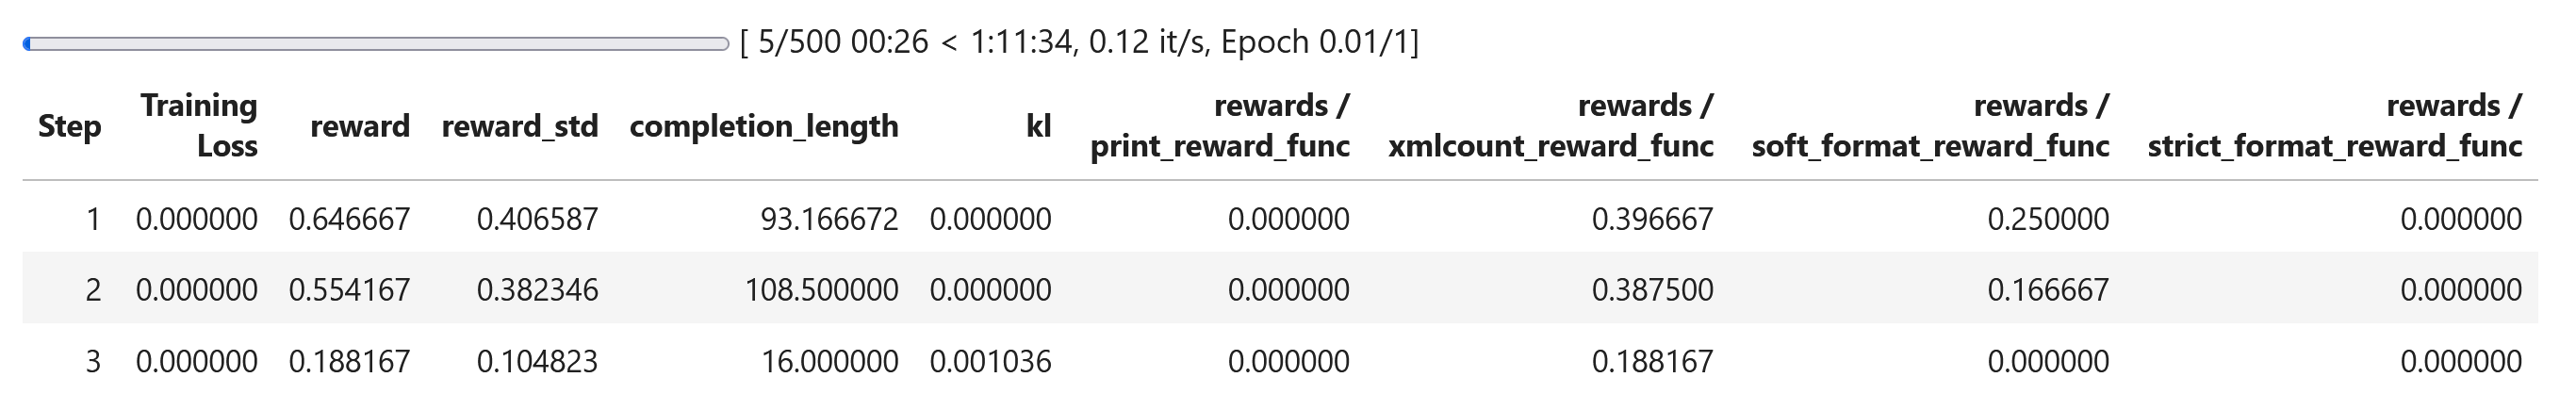 [ 5/500 00:26 < 1:11:34, 0.12 it/s, Epoch 0.01/1]
Step Training Loss reward reward_std completion_length kl rewards / print_reward_func rewards / xmlcount_reward_func rewards / soft_format_reward_func rewards / strict_format_reward_func
1 0.000000 0.646667 0.406587 93.166672 0.000000 0.000000 0.396667 0.250000 0.000000
2 0.000000 0.554167 0.382346 108.500000 0.000000 0.000000 0.387500 0.166667 0.000000
3 0.000000 0.188167 0.104823 16.000000 0.001036 0.000000 0.188167 0.000000 0.000000